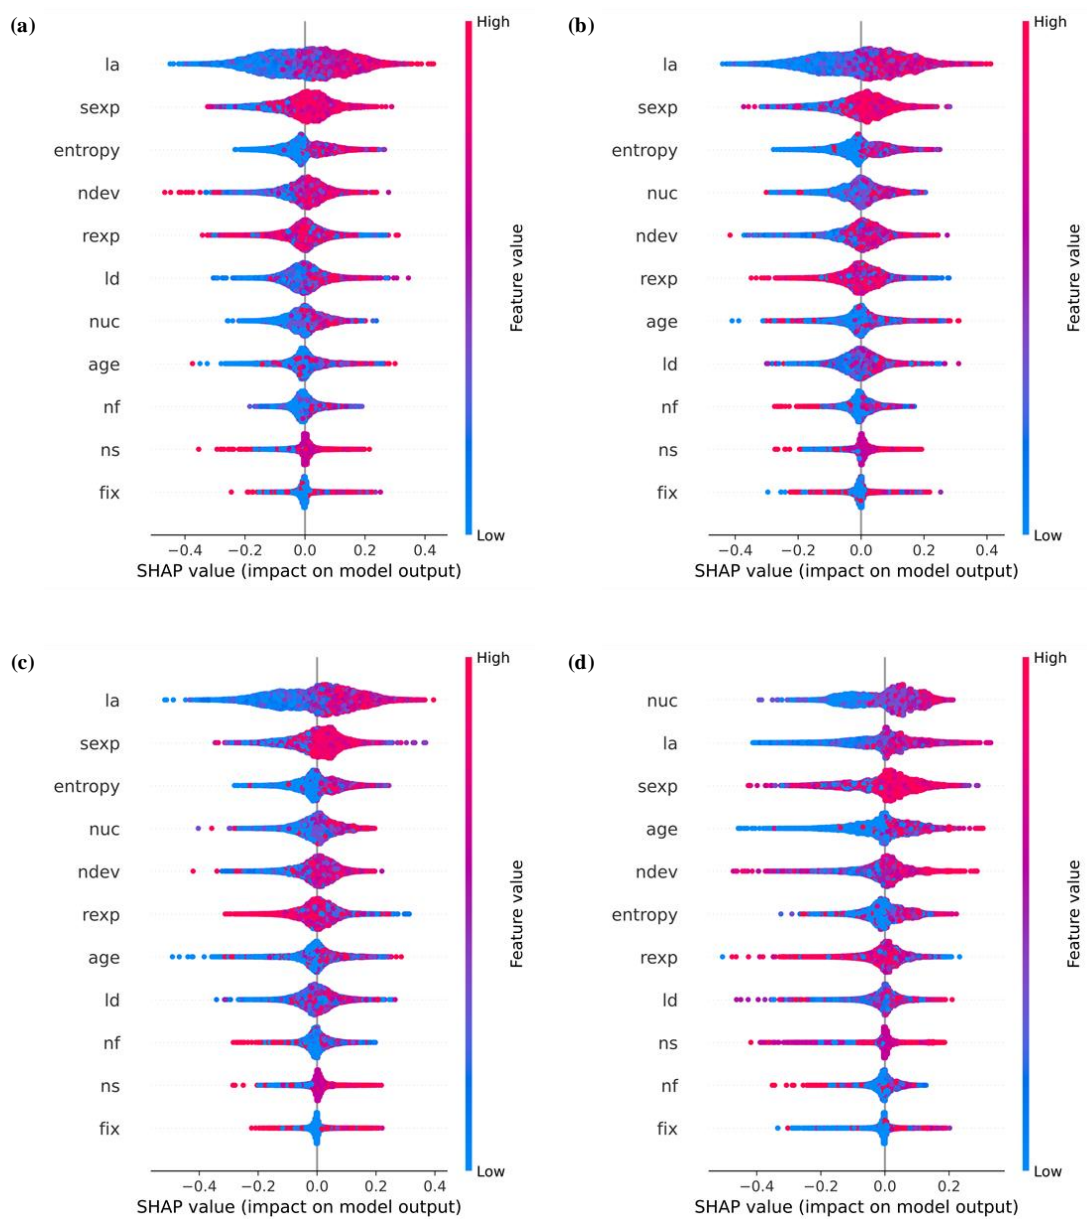 (a)
High
la
sexp
entropy
ndev
rexp
ld
nuc
age
nf
ns
fix
Feature value
Low
−0.4 −0.2 0.0 0.2 0.4
SHAP value (impact on model output)
(b)
High
la
sexp
entropy
nuc
ndev
rexp
age
ld
nf
ns
fix
Feature value
Low
−0.4 −0.2 0.0 0.2 0.4
SHAP value (impact on model output)
(c)
High
la
sexp
entropy
nuc
ndev
rexp
age
ld
nf
ns
fix
Feature value
Low
−0.4 −0.2 0.0 0.2 0.4
SHAP value (impact on model output)
(d)
High
nuc
la
sexp
age
ndev
entropy
rexp
ld
ns
nf
fix
Feature value
Low
−0.4 −0.2 0.0 0.2
SHAP value (impact on model output)